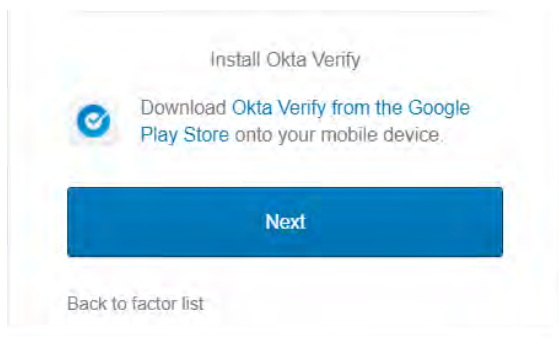 Install Okta Verify
Download Okta Verify from the Google
Play Store onto your mobile device.
Next
Back to factor list